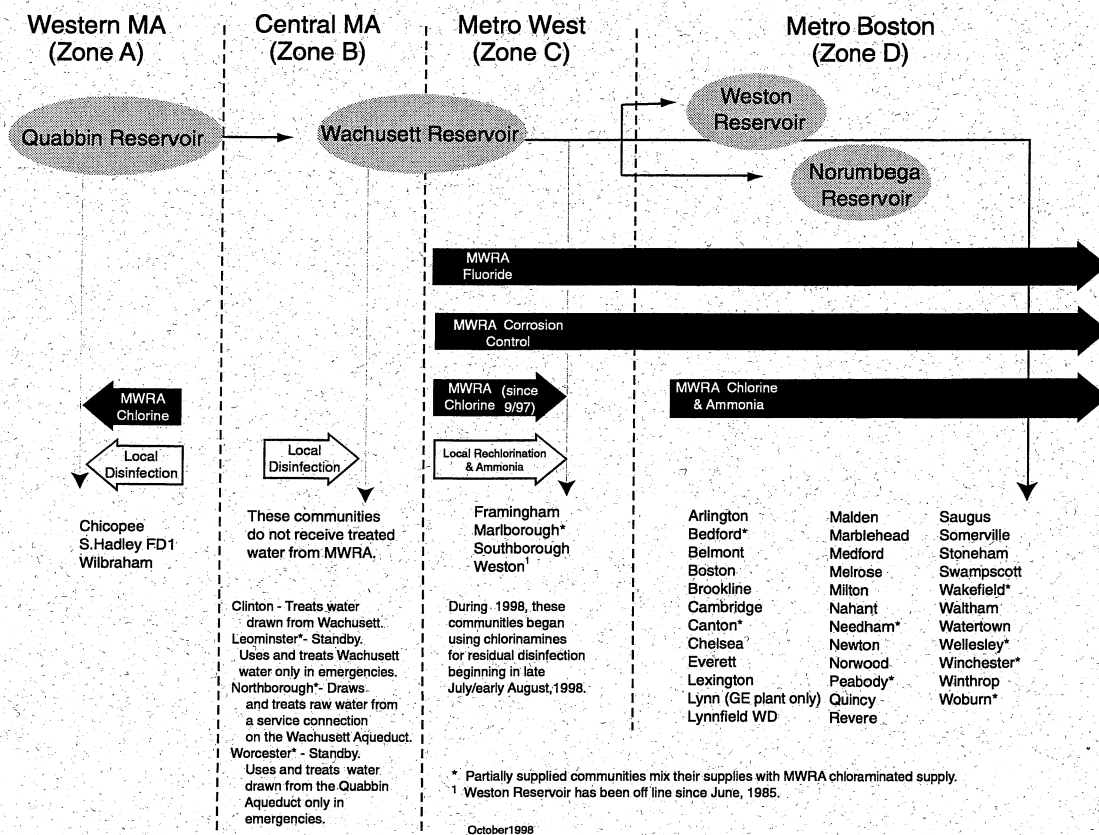 Western MA
(Zone A)
Central MA
(Zone B)
Metro West
(Zone C)
Metro Boston
(Zone D)
Quabbin Reservoir
Wachusett Reservoir
Weston
Reservoir
Norumbega
Reservoir
MWRA
Fluoride
MWRA Corrosion
Control
MWRA
Chlorine
MWRA (since
Chlorine 9/97)
MWRA Chlorine
& Ammonia
Local
Disinfection
Local
Disinfection
Local Rechlorination
& Ammonia
Chicopee
S.Hadley FD1
Wilbraham
These communities
do not receive treated
water from MWRA.
Clinton - Treats water
drawn from Wachusett.
Leominster*- Standby.
Uses and treats Wachusett
water only in emergencies.
Northborough*- Draws
and treats raw water from
a service connection
on the Wachusett Aqueduct.
Worcester* - Standby.
Uses and treats water
drawn from the Quabbin
Aqueduct only in
emergencies.
Framingham
Marlborough*
Southborough
Weston¹
During 1998, these
communities began
using chlorinamines
for residual disinfection
beginning in late
July/early August,1998.
Arlington
Bedford*
Belmont
Boston
Brookline
Cambridge
Canton*
Chelsea
Everett
Lexington
Lynn (GE plant only)
Lynnfield WD
Malden
Marblehead
Medford
Melrose
Milton
Nahant
Needham*
Newton
Norwood
Peabody*
Quincy
Revere
Saugus
Somerville
Stoneham
Swampscott
Wakefield*
Waltham
Watertown
Wellesley*
Winchester*
Winthrop
Woburn*
* Partially supplied communities mix their supplies with MWRA chloraminated supply.
¹ Weston Reservoir has been off line since June, 1985.
October1998